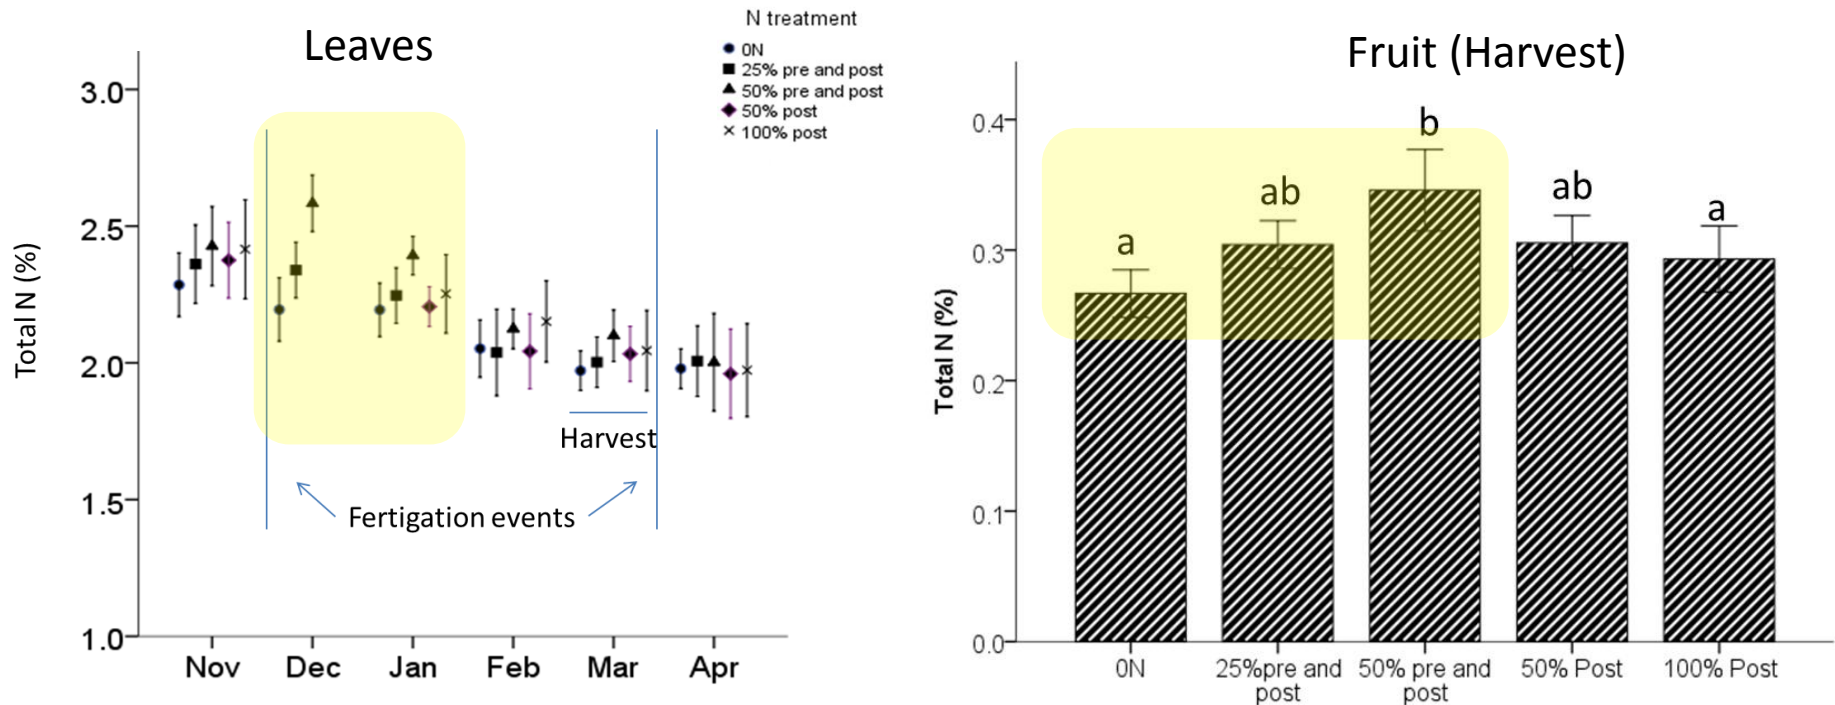 Leaves
N treatment
0N
25% pre and post
50% pre and post
50% post
100% post
Total N (%)
3.0
2.5
2.0
1.5
1.0
Harvest
Fertigation events
Nov Dec Jan Feb Mar Apr
Fruit (Harvest)
Total N (%)
0.4
0.3
0.2
0.1
0.0
a ab b ab a
0N 25%pre and 50% pre and 50% Post 100% Post
post post